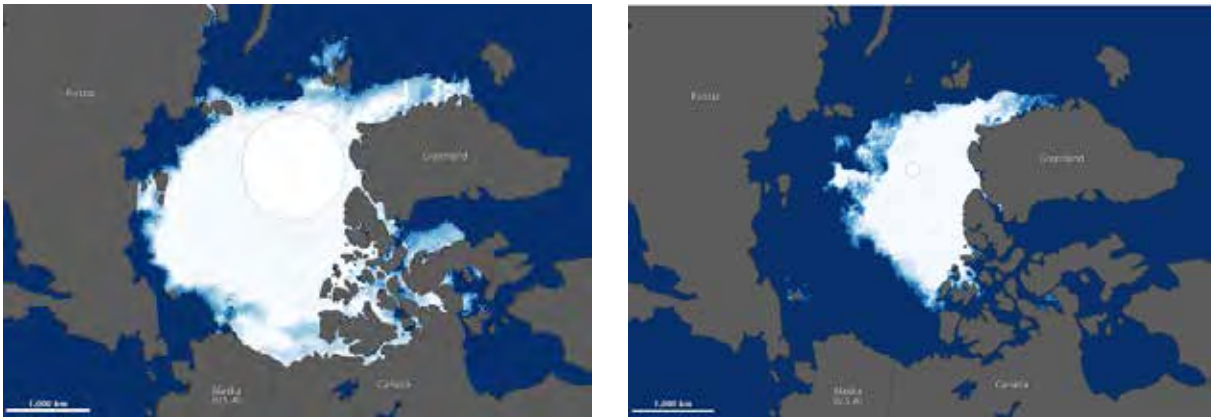 Russia
Greenland
Alaska
(U.S.A)
Canada
1,000 km
Russia
Greenland
Alaska
(U.S.A)
Canada
1,000 km